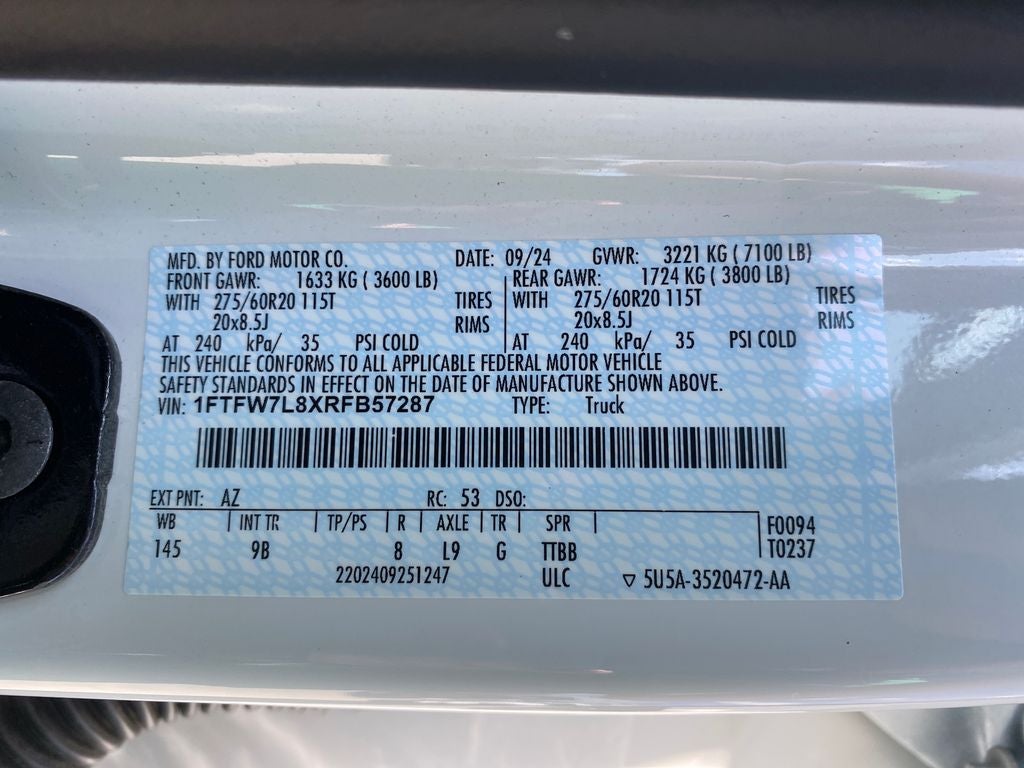 MFD. BY FORD MOTOR CO. DATE: 09/24 GVWR: 3221 KG ( 7100 LB)
FRONT GAWR: 1633 KG ( 3600 LB) REAR GAWR: 1724 KG ( 3800 LB)
WITH 275/60R20 115T TIRES WITH 275/60R20 115T TIRES
20x8.5J RIMS 20x8.5J RIMS
AT 240 kPa/ 35 PSI COLD AT 240 kPa/ 35 PSI COLD
THIS VEHICLE CONFORMS TO ALL APPLICABLE FEDERAL MOTOR VEHICLE
SAFETY STANDARDS IN EFFECT ON THE DATE OF MANUFACTURE SHOWN ABOVE.
VIN: 1FTFW7L8XRFB57287 TYPE: Truck
EXT PNT: AZ RC: 53 DSO:
WB INT TR TP/PS R AXLE TR SPR F0094
145 9B 8 L9 G TTBB T0237
2202409251247 ULC ▽ 5U5A-3520472-AA